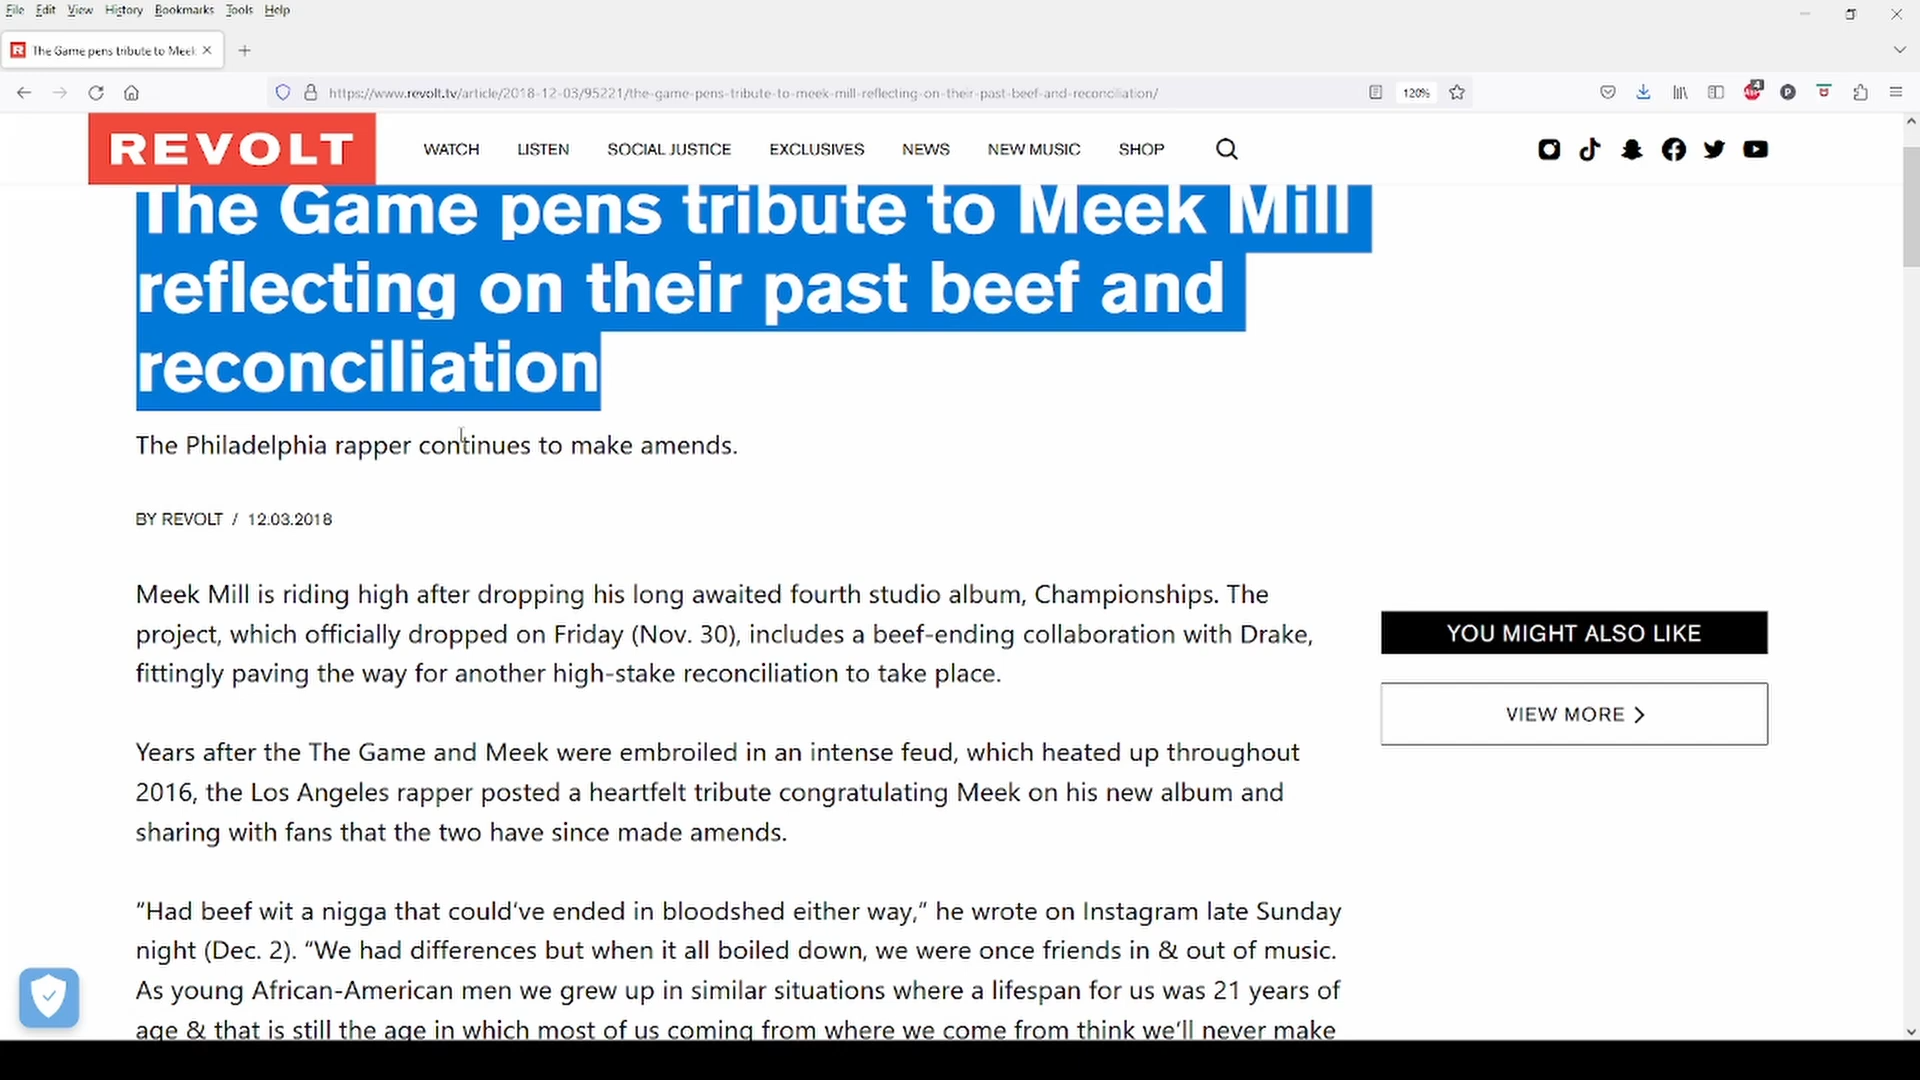 File Edit View History Bookmarks Tools Help
The Game pens tribute to Meek
https://www.revolt.tv/article/2018-12-03/95221/the-game-pens-tribute-to-meek-mill-reflecting-on-their-past-beef-and-reconciliation/
120%
4
ABP
P
REVOLT WATCH LISTEN SOCIAL JUSTICE EXCLUSIVES NEWS NEW MUSIC SHOP
The Game pens tribute to Meek Mill
reflecting on their past beef and
reconciliation
The Philadelphia rapper continues to make amends.
BY REVOLT / 12.03.2018
Meek Mill is riding high after dropping his long awaited fourth studio album, Championships. The
project, which officially dropped on Friday (Nov. 30), includes a beef-ending collaboration with Drake,
fittingly paving the way for another high-stake reconciliation to take place.
Years after the The Game and Meek were embroiled in an intense feud, which heated up throughout
2016, the Los Angeles rapper posted a heartfelt tribute congratulating Meek on his new album and
sharing with fans that the two have since made amends.
“Had beef wit a nigga that could’ve ended in bloodshed either way,” he wrote on Instagram late Sunday
night (Dec. 2). “We had differences but when it all boiled down, we were once friends in & out of music.
As young African-American men we grew up in similar situations where a lifespan for us was 21 years of
age & that is still the age in which most of us coming from where we come from think we’ll never make
YOU MIGHT ALSO LIKE
VIEW MORE